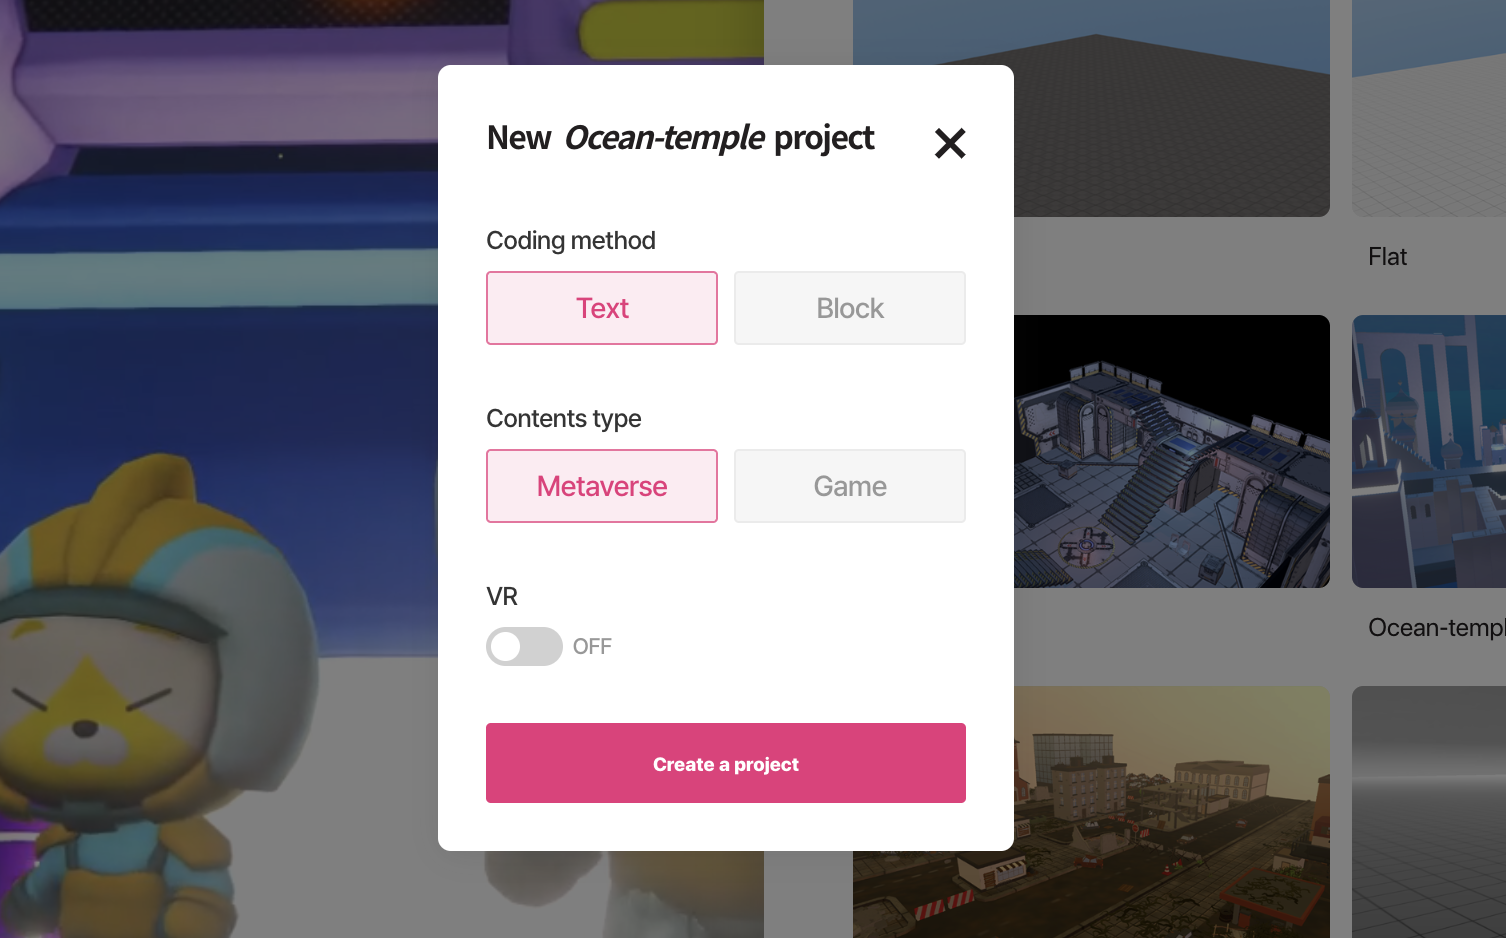 New Ocean-temple project
Coding method
Text
Block
Contents type
Metaverse
Game
VR
OFF
Create a project
Flat
Ocean-templ